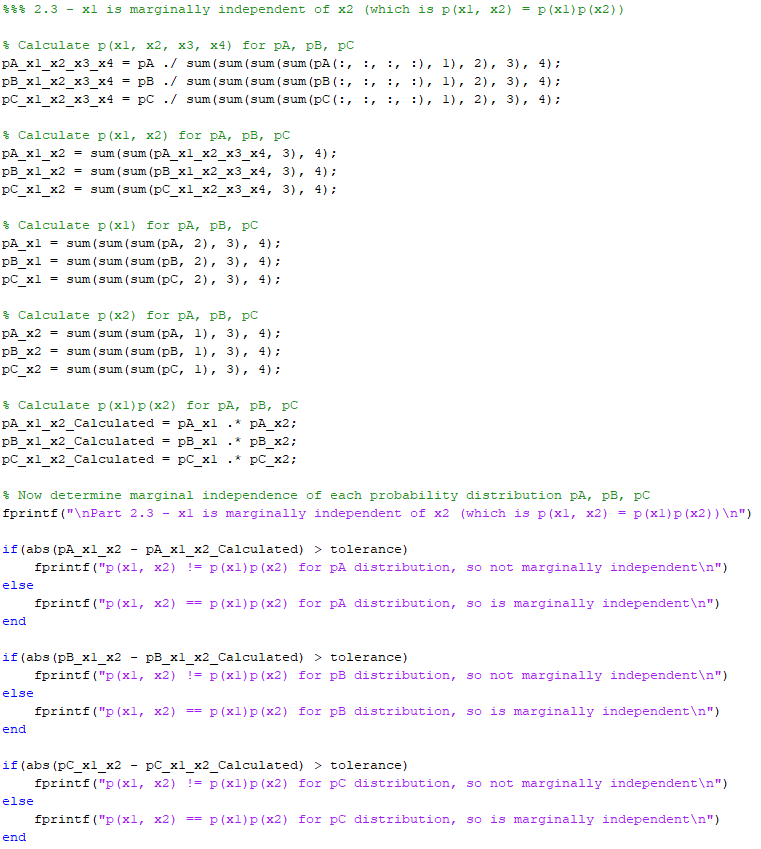 %%% 2.3 - x1 is marginally independent of x2 (which is p(x1, x2) = p(x1)p(x2))
% Calculate p(x1, x2, x3, x4) for pA, pB, pC
pA_x1_x2_x3_x4 = pA ./ sum(sum(sum(sum(pA(:, :, :, :), 1), 2), 3), 4);
pB_x1_x2_x3_x4 = pB ./ sum(sum(sum(sum(pB(:, :, :, :), 1), 2), 3), 4);
pC_x1_x2_x3_x4 = pC ./ sum(sum(sum(sum(pC(:, :, :, :), 1), 2), 3), 4);
% Calculate p(x1, x2) for pA, pB, pC
pA_x1_x2 = sum(sum(pA_x1_x2_x3_x4, 3), 4);
pB_x1_x2 = sum(sum(pB_x1_x2_x3_x4, 3), 4);
pC_x1_x2 = sum(sum(pC_x1_x2_x3_x4, 3), 4);
% Calculate p(x1) for pA, pB, pC
pA_x1 = sum(sum(sum(pA, 2), 3), 4);
pB_x1 = sum(sum(sum(pB, 2), 3), 4);
pC_x1 = sum(sum(sum(pC, 2), 3), 4);
% Calculate p(x2) for pA, pB, pC
pA_x2 = sum(sum(sum(pA, 1), 3), 4);
pB_x2 = sum(sum(sum(pB, 1), 3), 4);
pC_x2 = sum(sum(sum(pC, 1), 3), 4);
% Calculate p(x1)p(x2) for pA, pB, pC
pA_x1_x2_Calculated = pA_x1 .* pA_x2;
pB_x1_x2_Calculated = pB_x1 .* pB_x2;
pC_x1_x2_Calculated = pC_x1 .* pC_x2;
% Now determine marginal independence of each probability distribution pA, pB, pC
fprintf("\nPart 2.3 - x1 is marginally independent of x2 (which is p(x1, x2) = p(x1)p(x2))\n")
if(abs(pA_x1_x2 - pA_x1_x2_Calculated) > tolerance)
    fprintf("p(x1, x2) != p(x1)p(x2) for pA distribution, so not marginally independent\n")
else
    fprintf("p(x1, x2) == p(x1)p(x2) for pA distribution, so is marginally independent\n")
end
if(abs(pB_x1_x2 - pB_x1_x2_Calculated) > tolerance)
    fprintf("p(x1, x2) != p(x1)p(x2) for pB distribution, so not marginally independent\n")
else
    fprintf("p(x1, x2) == p(x1)p(x2) for pB distribution, so is marginally independent\n")
end
if(abs(pC_x1_x2 - pC_x1_x2_Calculated) > tolerance)
    fprintf("p(x1, x2) != p(x1)p(x2) for pC distribution, so not marginally independent\n")
else
    fprintf("p(x1, x2) == p(x1)p(x2) for pC distribution, so is marginally independent\n")
end